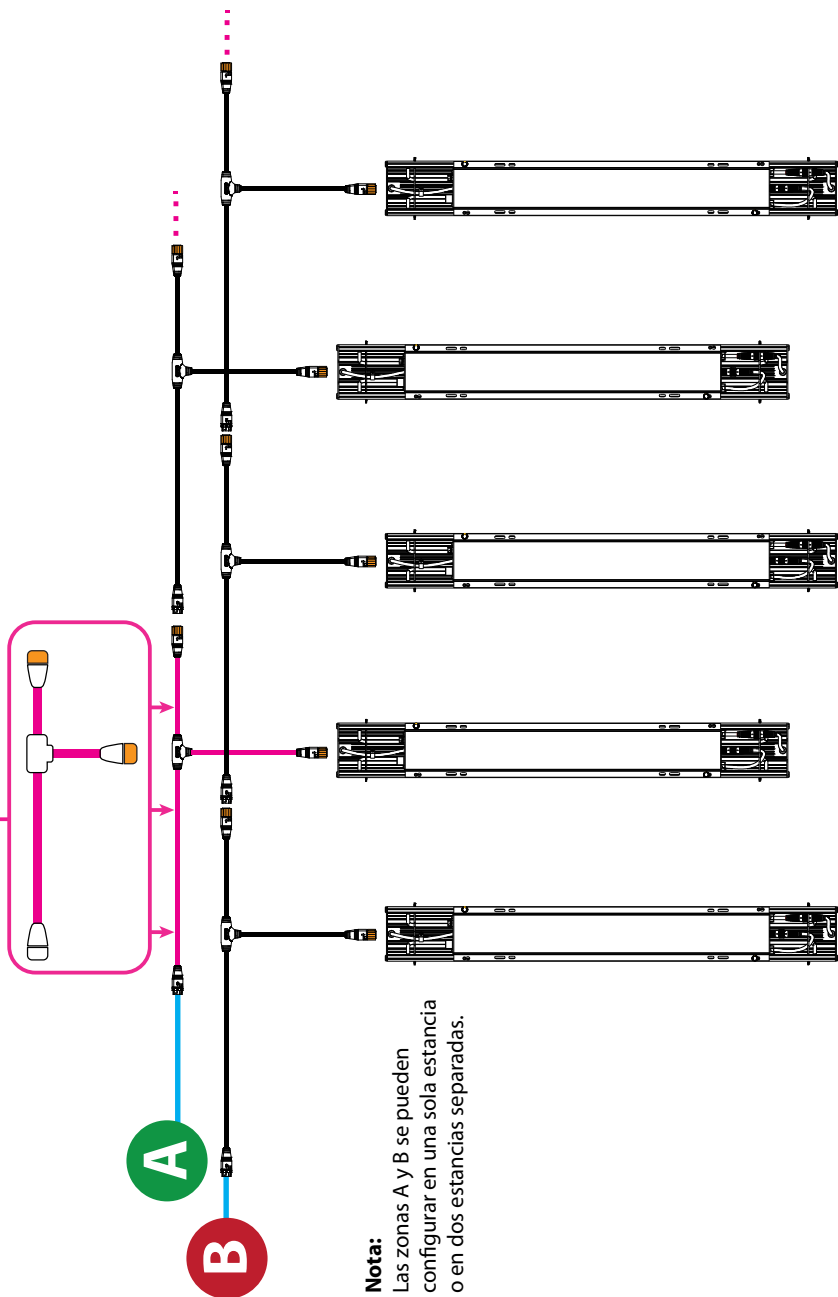 A
B
Nota:
Las zonas A y B se pueden
configurar en una sola estancia
o en dos estancias separadas.